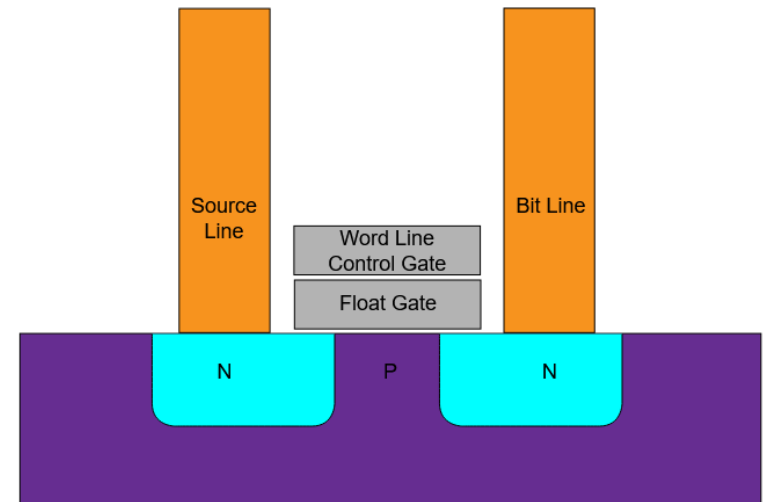 Source
Line
Bit Line
Word Line
Control Gate
Float Gate
N
P
N